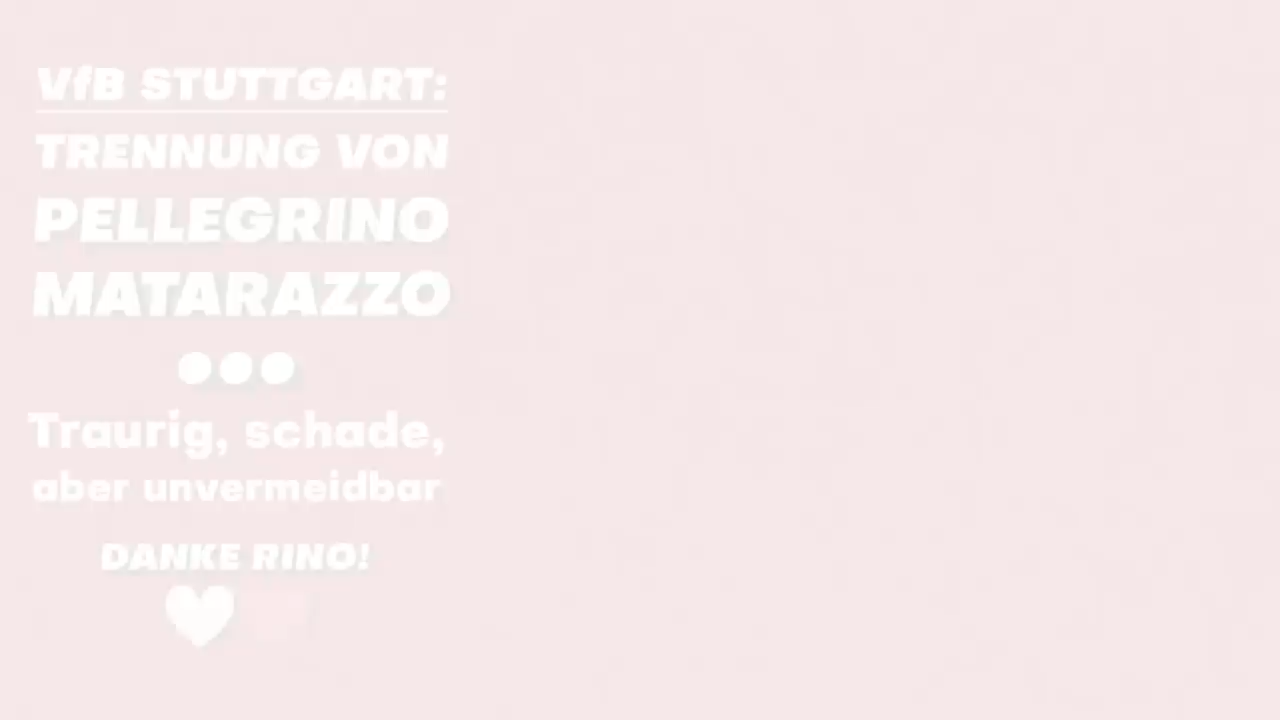 VfB STUTTGART:
TRENNUNG VON
PELLEGRINO
MATARAZZO
●●●
Traurig, schade,
aber unvermeidbar
DANKE RINO!